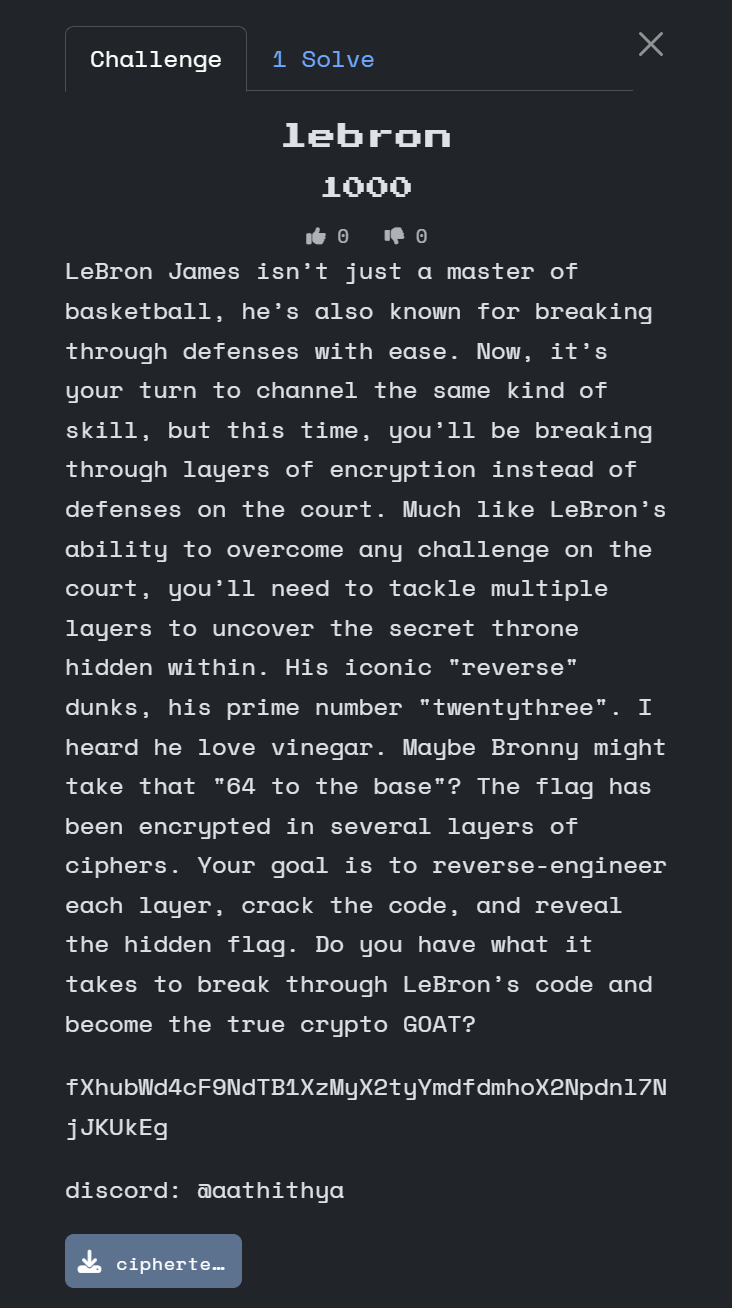 Challenge
1 Solve
lebron
1000
0 0
LeBron James isn't just a master of
basketball, he's also known for breaking
through defenses with ease. Now, it's
your turn to channel the same kind of
skill, but this time, you'll be breaking
through layers of encryption instead of
defenses on the court. Much like LeBron's
ability to overcome any challenge on the
court, you'll need to tackle multiple
layers to uncover the secret throne
hidden within. His iconic "reverse"
dunks, his prime number "twentythree". I
heard he love vinegar. Maybe Bronny might
take that "64 to the base"? The flag has
been encrypted in several layers of
ciphers. Your goal is to reverse-engineer
each layer, crack the code, and reveal
the hidden flag. Do you have what it
takes to break through LeBron's code and
become the true crypto GOAT?
fXhubWd4cF9NdTB1XzMyX2tyYmdfdmhoX2Npdnl7N
jJKUkEg
discord: @aathithya
cipherte…